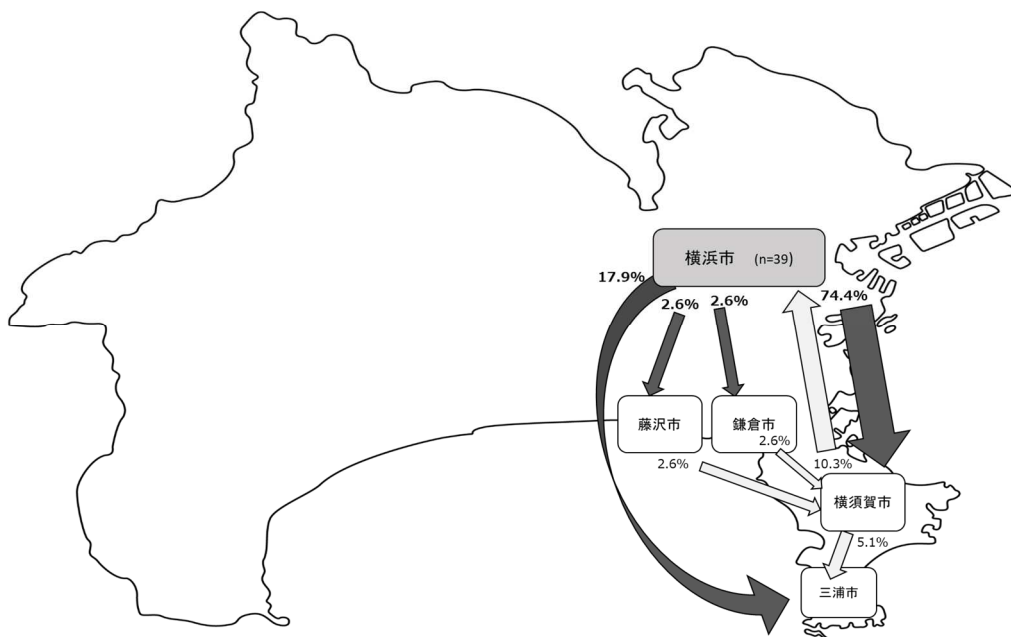 横浜市 (n=39)
17.9%
2.6%
2.6%
74.4%
藤沢市
鎌倉市
2.6%
2.6%
10.3%
横須賀市
5.1%
三浦市